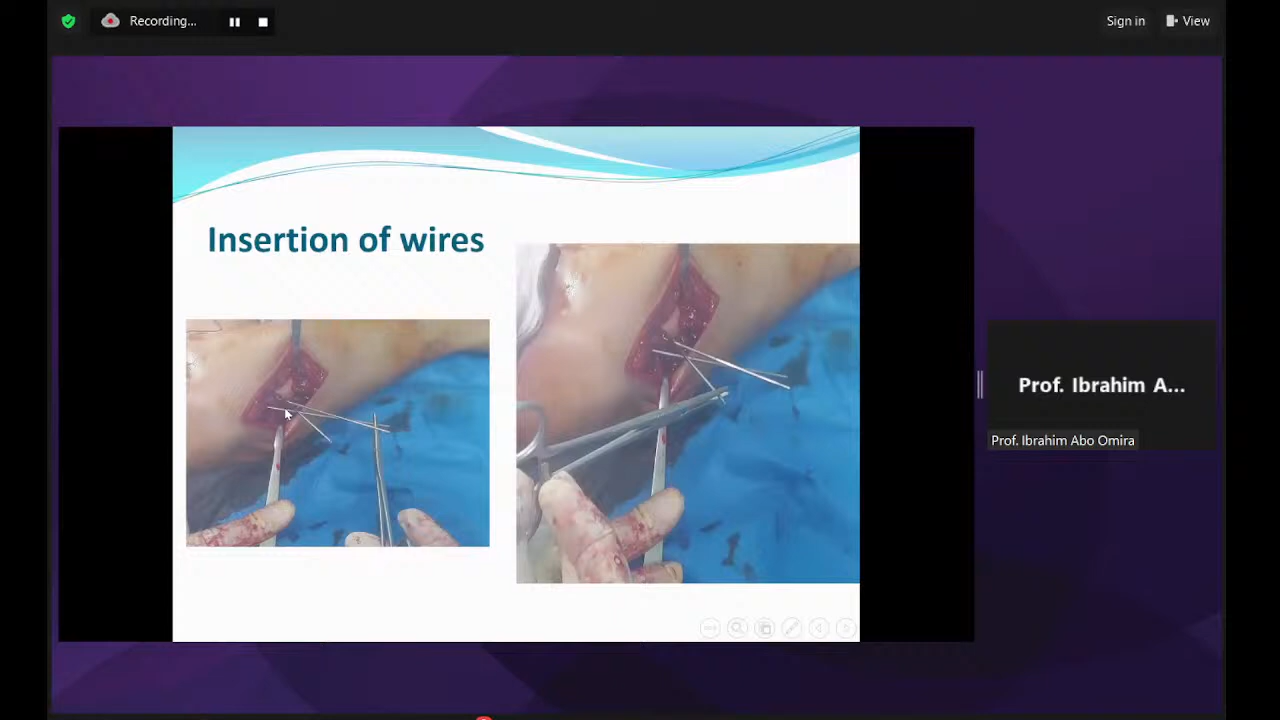 Recording...
Sign in
View
Insertion of wires
Prof. Ibrahim A...
Prof. Ibrahim Abo Omira